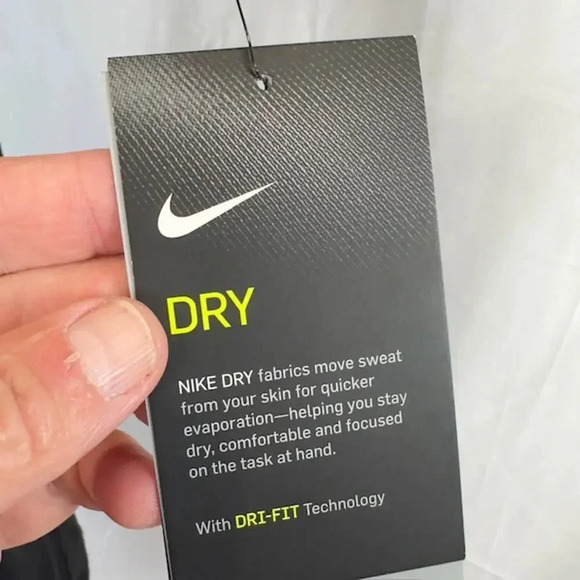 DRY
NIKE DRY fabrics move sweat
from your skin for quicker
evaporation—helping you stay
dry, comfortable and focused
on the task at hand.
With DRI-FIT Technology